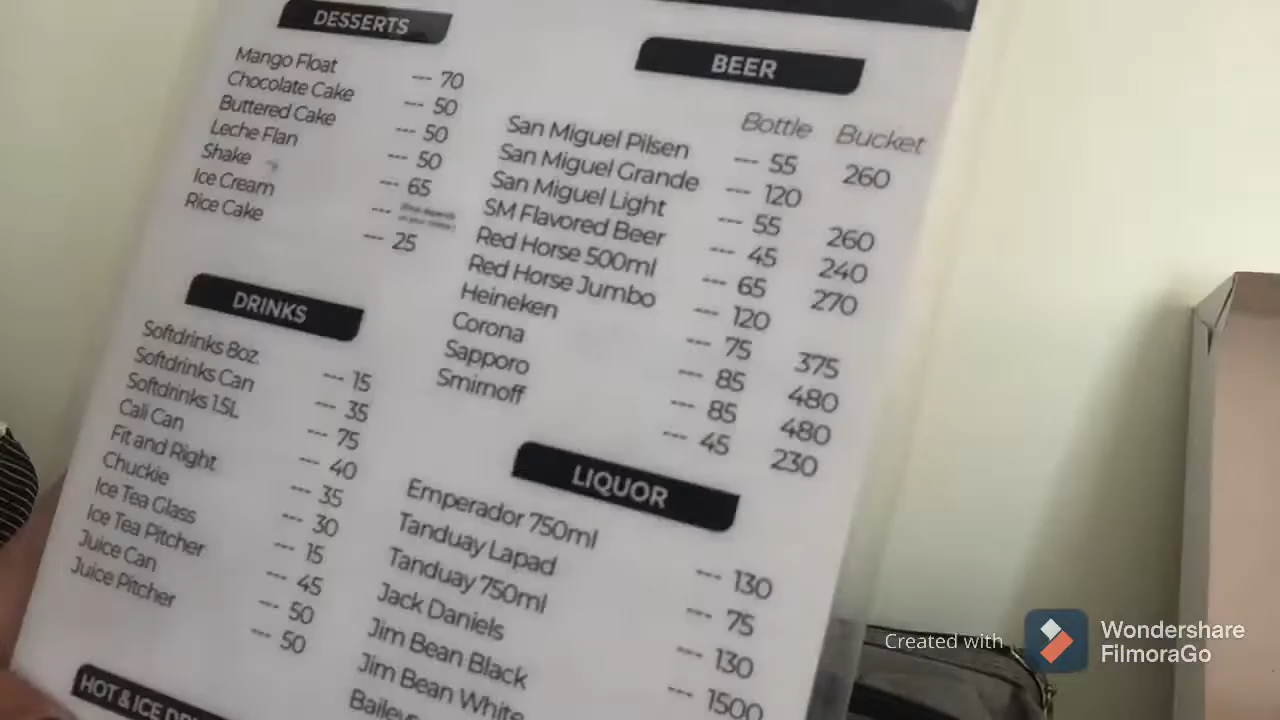 DESSERTS
Mango Float --- 70
Chocolate Cake --- 50
Buttered Cake --- 50
Leche Flan --- 50
Shake --- 65
Ice Cream ---
Rice Cake --- 25
DRINKS
Softdrinks 8oz --- 15
Softdrinks Can --- 35
Softdrinks 1.5L --- 75
Cali Can --- 40
Fit and Right --- 35
Chuckie --- 30
Ice Tea Glass --- 15
Ice Tea Pitcher --- 45
Juice Can --- 50
Juice Pitcher --- 50
HOT & ICE
BEER
Bottle Bucket
San Miguel Pilsen --- 55 260
San Miguel Grande --- 120
San Miguel Light --- 55 260
SM Flavored Beer --- 45 240
Red Horse 500ml --- 65 270
Red Horse Jumbo --- 120
Heineken --- 75 375
Corona --- 85 480
Sapporo --- 85 480
Smirnoff --- 45 230
LIQUOR
Emperador 750ml --- 130
Tanduay Lapad --- 75
Tanduay 750ml --- 130
Jack Daniels --- 1500
Jim Bean Black
Jim Bean White
Baileys
Created with Wondershare FilmoraGo